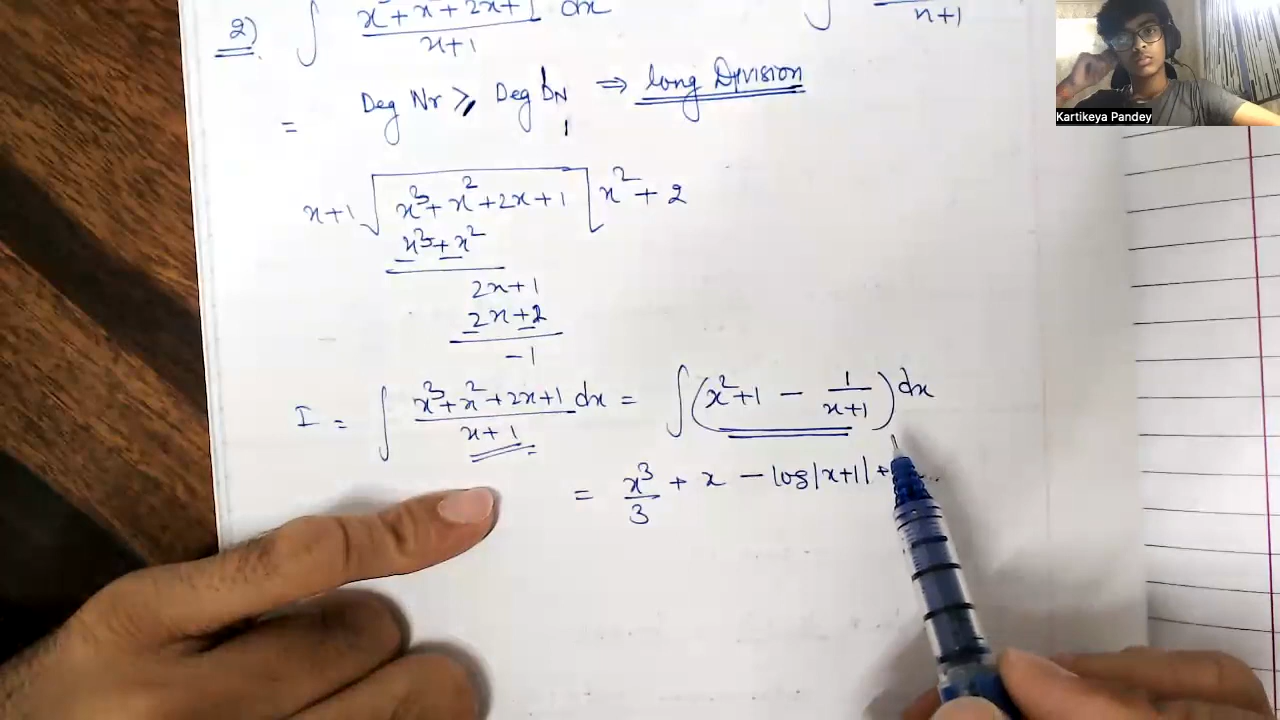 2) ∫ x³+x²+2x+1 dx ∫
x+1 x+1
Deg Nr ≥ Deg DN ⇒ long Division
=
x+1 √ x³+x²+2x+1 x²+2
x³+x²
2x+1
2x+2
-1
I = ∫ x³+x²+2x+1 dx = ∫(x²+1 - 1/(x+1)) dx
x+1
= x³/3 + x - log|x+1| +
Kartikeya Pandey